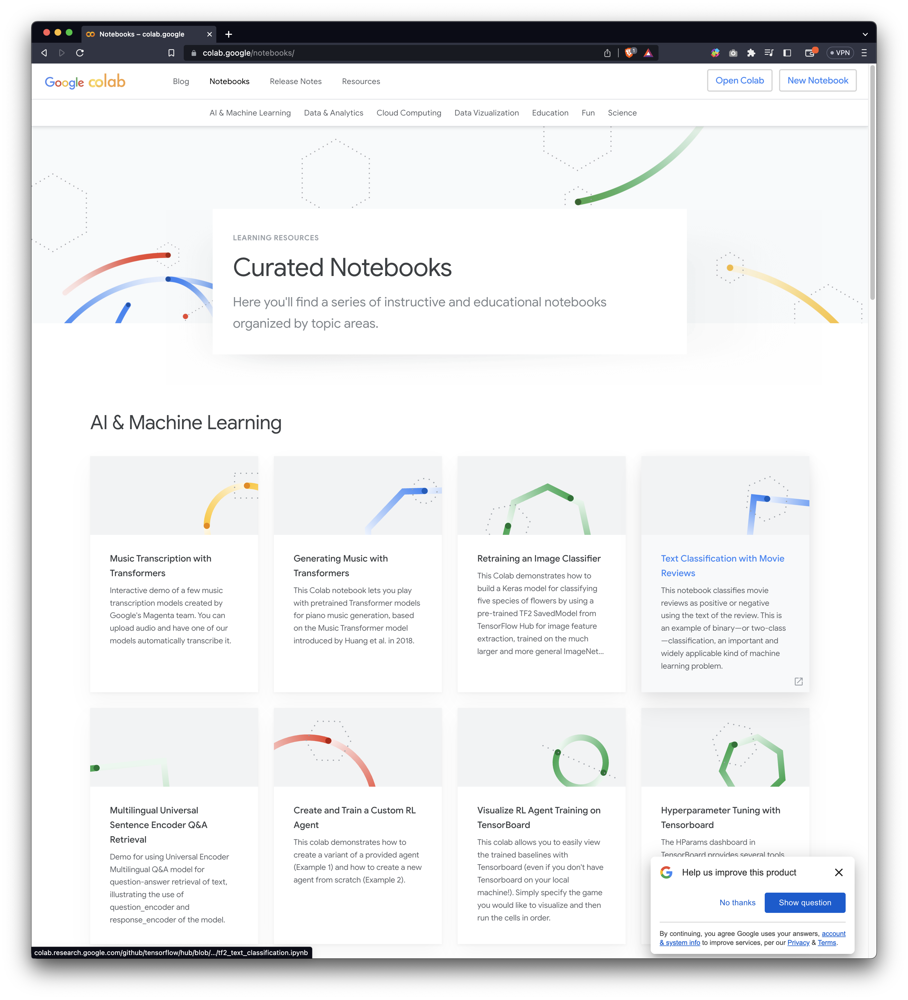 Notebooks – colab.google
colab.google/notebooks/
1
VPN
Google colab
Blog
Notebooks
Release Notes
Resources
Open Colab
New Notebook
AI & Machine Learning
Data & Analytics
Cloud Computing
Data Vizualization
Education
Fun
Science
LEARNING RESOURCES
Curated Notebooks
Here you'll find a series of instructive and educational notebooks
organized by topic areas.
AI & Machine Learning
Music Transcription with
Transformers
Interactive demo of a few music
transcription models created by
Google's Magenta team. You can
upload audio and have one of our
models automatically transcribe it.
Generating Music with
Transformers
This Colab notebook lets you play
with pretrained Transformer models
for piano music generation, based
on the Music Transformer model
introduced by Huang et al. in 2018.
Retraining an Image Classifier
This Colab demonstrates how to
build a Keras model for classifying
five species of flowers by using a
pre-trained TF2 SavedModel from
TensorFlow Hub for image feature
extraction, trained on the much
larger and more general ImageNet...
Text Classification with Movie
Reviews
This notebook classifies movie
reviews as positive or negative
using the text of the review. This is
an example of binary—or two-class
—classification, an important and
widely applicable kind of machine
learning problem.
Multilingual Universal
Sentence Encoder Q&A
Retrieval
Demo for using Universal Encoder
Multilingual Q&A model for
question-answer retrieval of text,
illustrating the use of
question_encoder and
response_encoder of the model.
Create and Train a Custom RL
Agent
This colab demonstrates how to
create a variant of a provided agent
(Example 1) and how to create a new
agent from scratch (Example 2).
Visualize RL Agent Training on
TensorBoard
This colab allows you to easily view
the trained baselines with
Tensorboard (even if you don't have
Tensorboard on your local
machine!). Simply specify the game
you would like to visualize and then
run the cells in order.
Hyperparameter Tuning with
Tensorboard
The HParams dashboard in
TensorBoard provides several tools
Help us improve this product
No thanks
Show question
By continuing, you agree Google uses your answers, account
& system info to improve services, per our Privacy & Terms.
colab.research.google.com/github/tensorflow/hub/blob/.../tf2_text_classification.ipynb